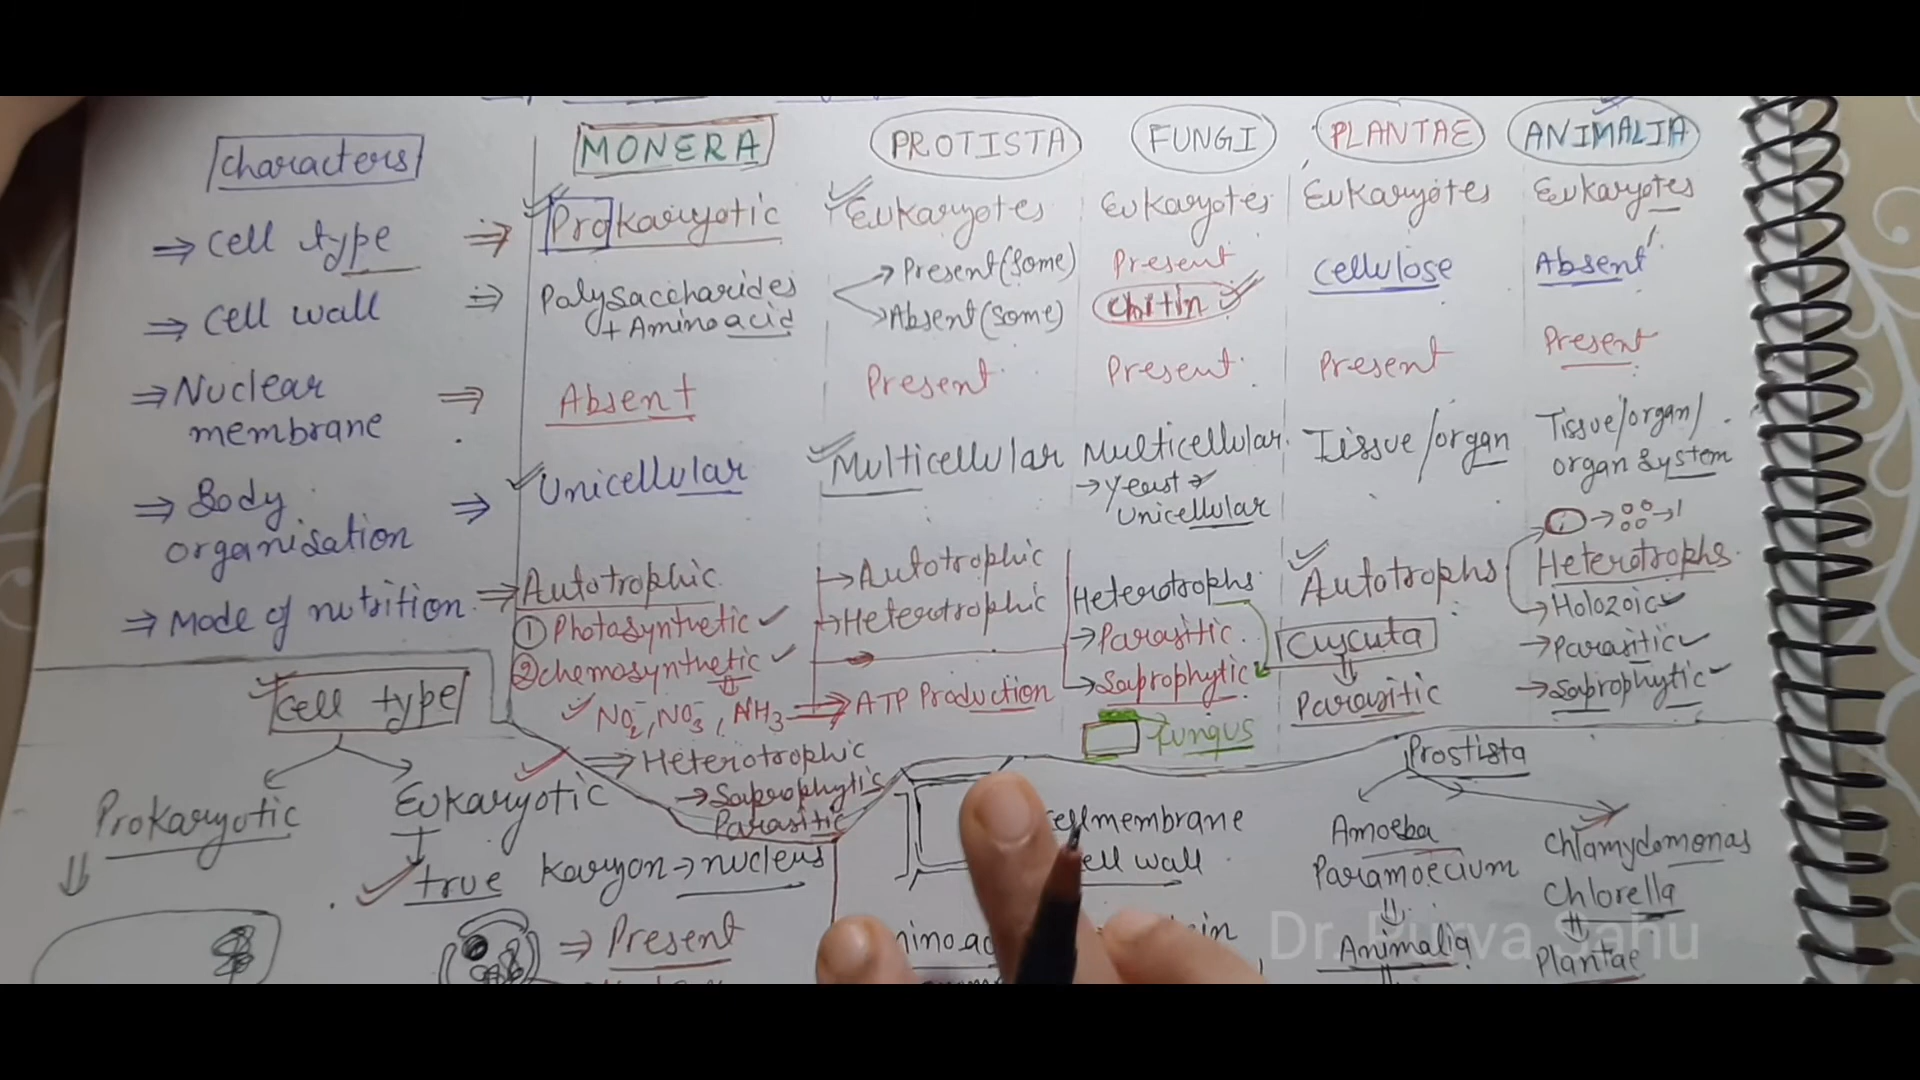 Characters
MONERA
PROTISTA
FUNGI
PLANTAE
ANIMALIA
⇒ Cell type ⇒
Prokaryotic
Eukaryotes
Eukaryotes
Eukaryotes
Eukaryotes
⇒ Cell wall ⇒
Polysaccharides
+ Amino acid
→ Present (some)
→ Absent (some)
Present
Chitin
Cellulose
Absent
⇒ Nuclear
membrane ⇒
Absent
Present
Present
Present
Present
⇒ Body
organisation ⇒
Unicellular
Multicellular
Multicellular
→ Yeast →
Unicellular
Tissue/organ
Tissue/organ/
organ System
⇒ Mode of nutrition ⇒
Autotrophic
① Photosynthetic
② chemosynthetic
NO₂⁻, NO₃⁻, NH₃ ⇒ ATP Production
⇒ Heterotrophic
→ Saprophytic
Parasitic
→ Autotrophic
→ Heterotrophic
Heterotrophs
→ Parasitic
→ Saprophytic
fungus
Autotrophs
Cuscuta
Parasitic
Heterotrophs
→ Holozoic
→ Parasitic
→ Saprophytic
Cell type
Prokaryotic
Eukaryotic
true
Karyon → nucleus
⇒ Present
cell wall
Prostista
Amoeba
Paramoecium
Animalia
Chlamydomonas
Chlorella
Plantae
Dr. Purva Sahu